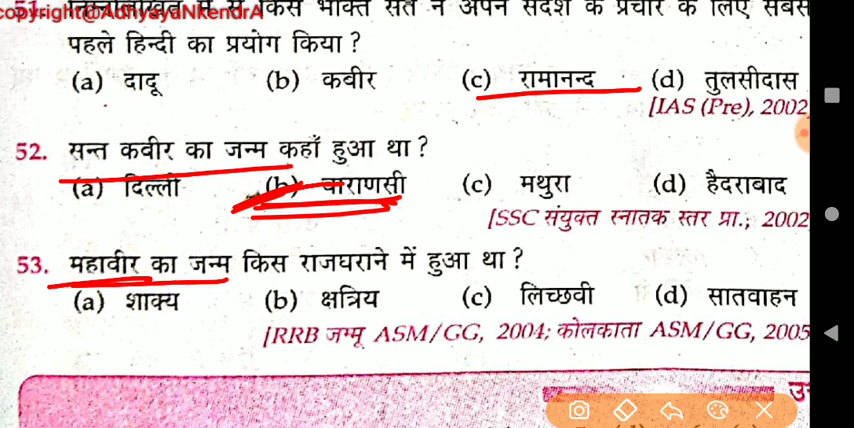 copyright@AdhyayaNkendrA
51. निम्नलिखित में से किस भक्ति संत ने अपने संदेश के प्रचार के लिए सबसे
पहले हिन्दी का प्रयोग किया ?
(a) दादू (b) कबीर (c) रामानन्द (d) तुलसीदास
[IAS (Pre), 2002
52. सन्त कबीर का जन्म कहाँ हुआ था ?
(a) दिल्ली (b) वाराणसी (c) मथुरा (d) हैदराबाद
[SSC संयुक्त स्नातक स्तर प्रा., 2002
53. महावीर का जन्म किस राजघराने में हुआ था ?
(a) शाक्य (b) क्षत्रिय (c) लिच्छवी (d) सातवाहन
[RRB जम्मू ASM/GG, 2004; कोलकाता ASM/GG, 2005